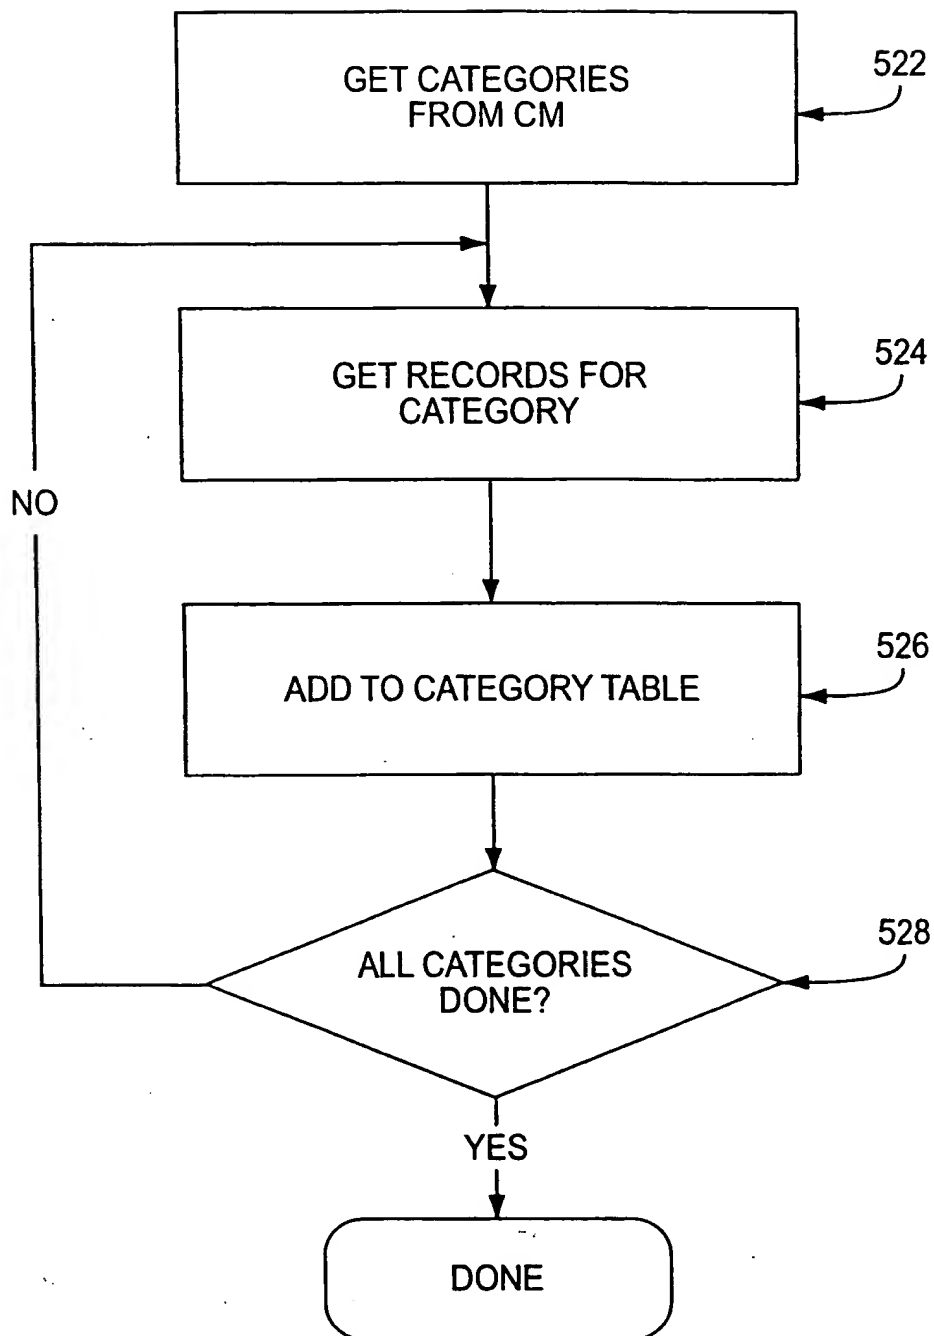 GET CATEGORIES
FROM CM
522
GET RECORDS FOR
CATEGORY
524
NO
ADD TO CATEGORY TABLE
526
ALL CATEGORIES
DONE?
528
YES
DONE